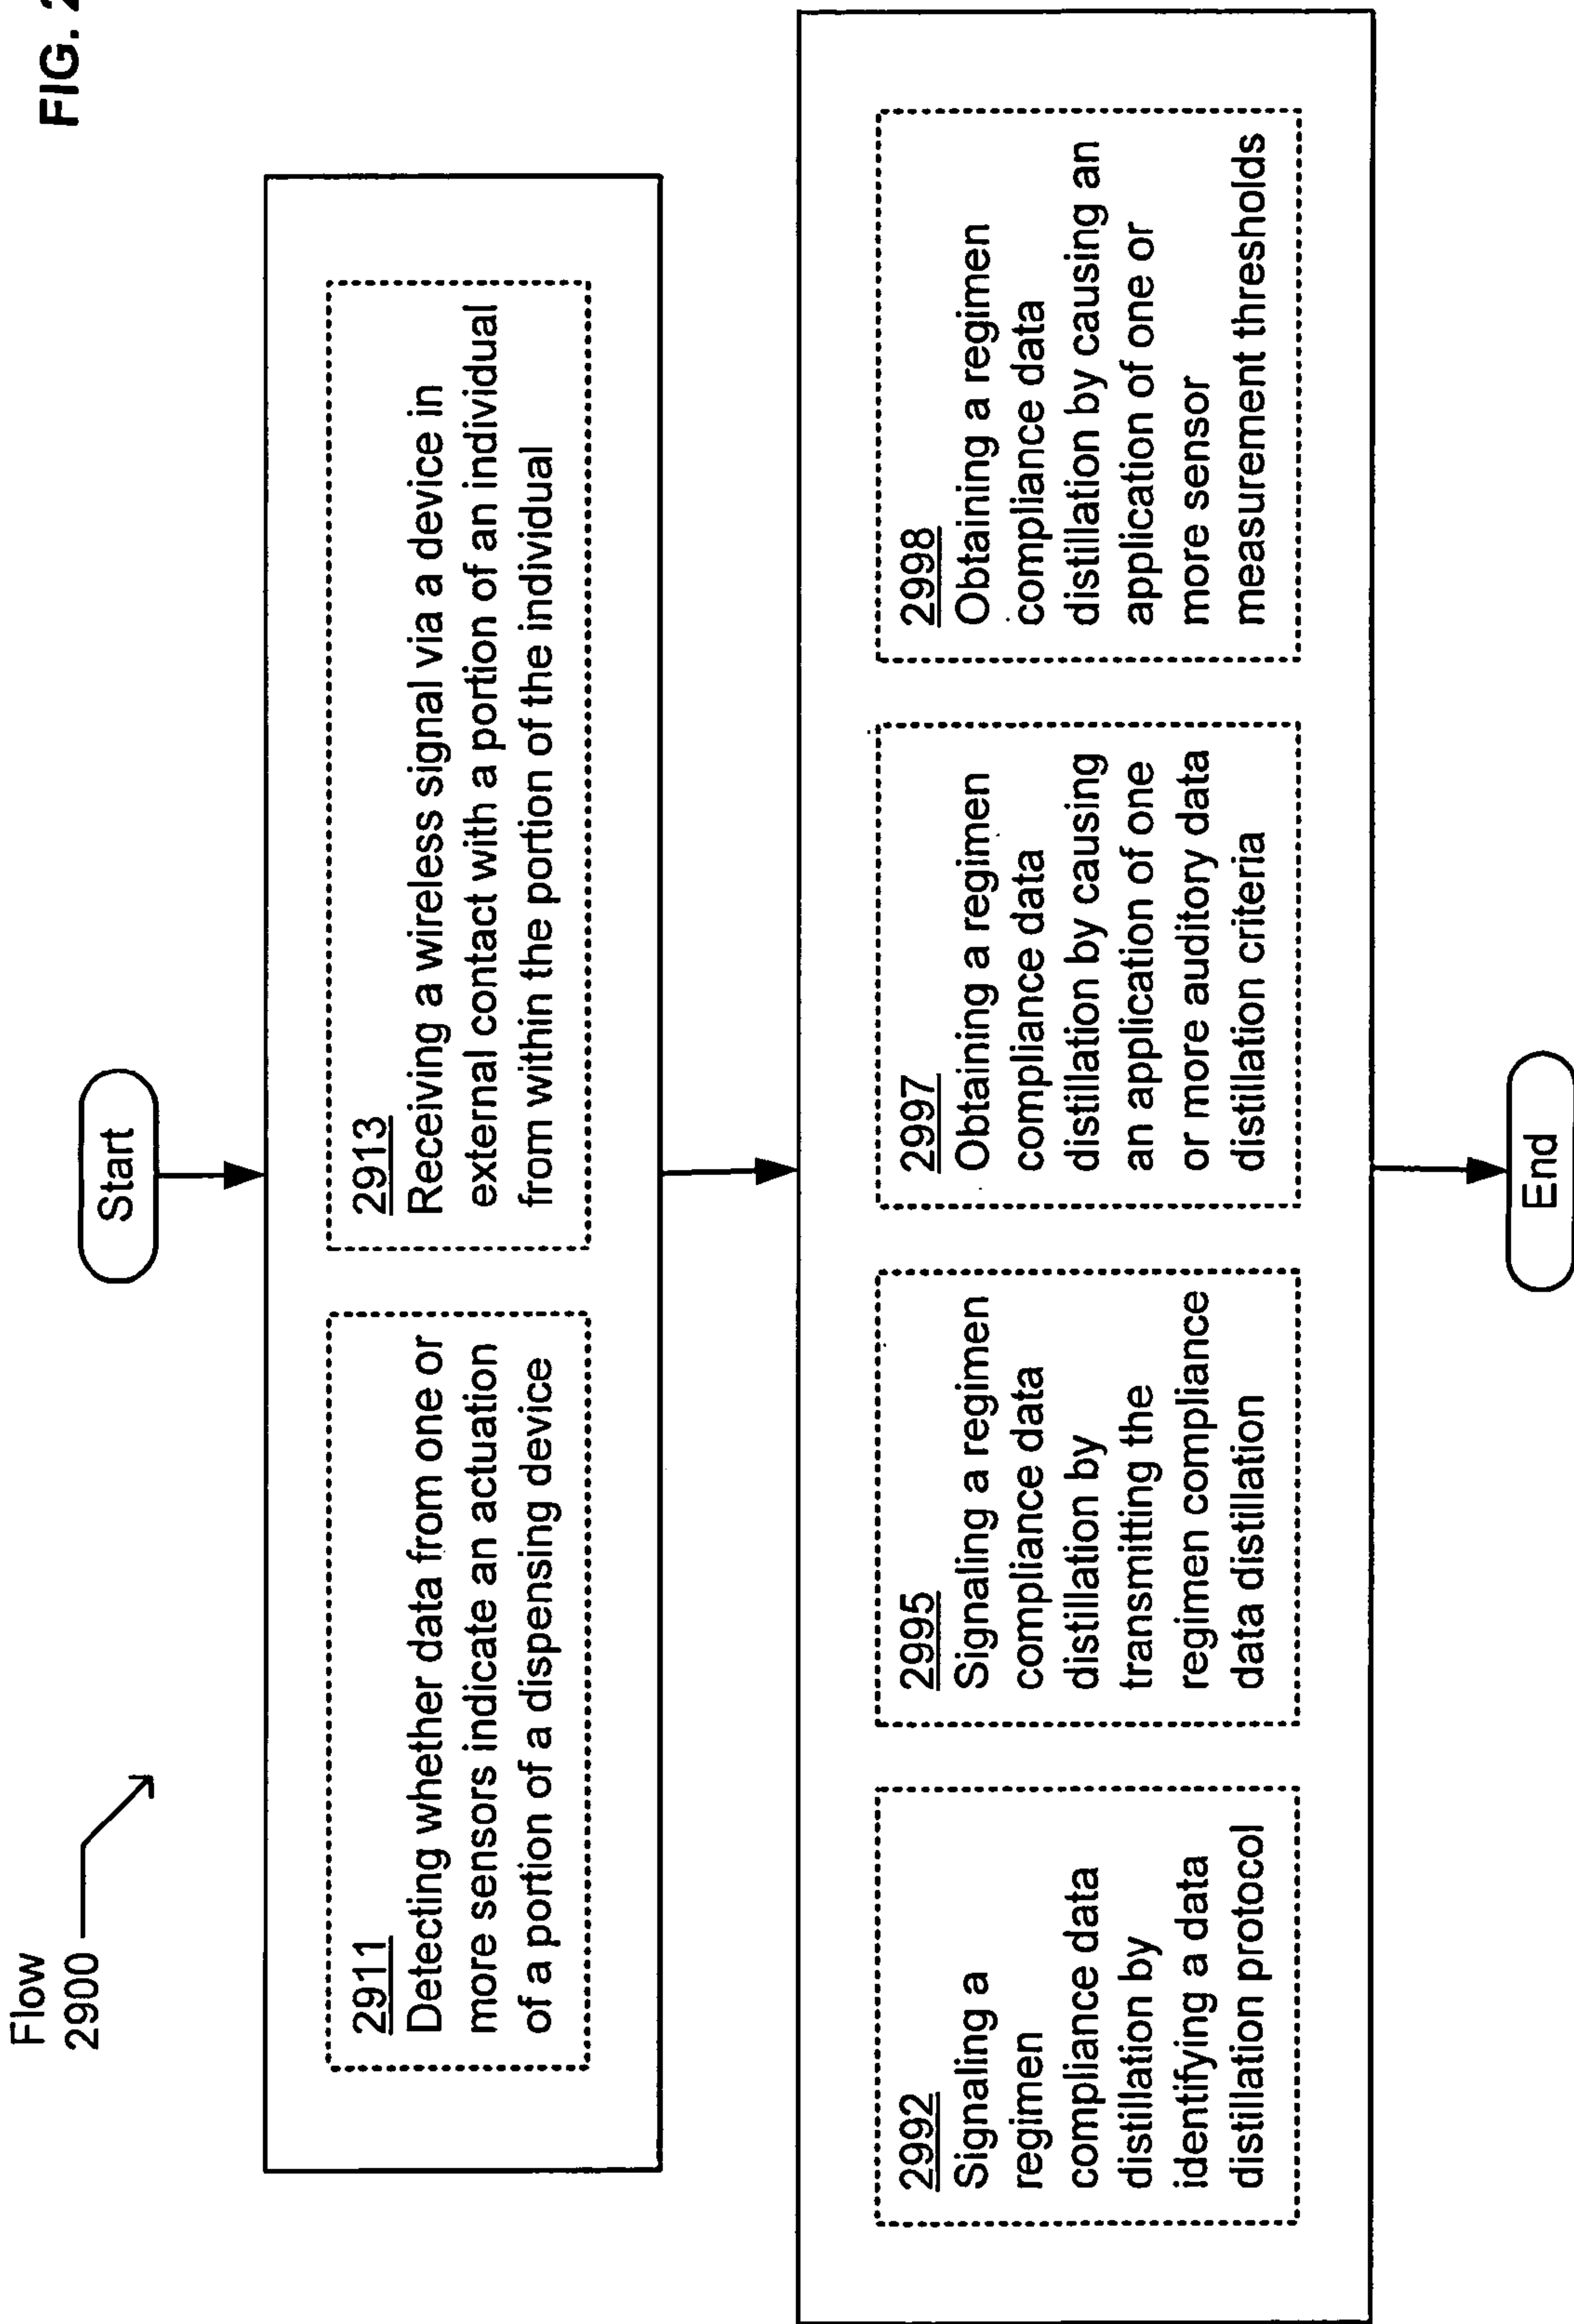 FIG. 2
Flow
2900
Start
2911
Detecting whether data from one or
more sensors indicate an actuation
of a portion of a dispensing device
2913
Receiving a wireless signal via a device in
external contact with a portion of an individual
from within the portion of the individual
2992
Signaling a
regimen
compliance data
distillation by
identifying a data
distillation protocol
2995
Signaling a regimen
compliance data
distillation by
transmitting the
regimen compliance
data distillation
2997
Obtaining a regimen
compliance data
distillation by causing
an application of one
or more auditory data
distillation criteria
2998
Obtaining a regimen
compliance data
distillation by causing an
application of one or
more sensor
measurement thresholds
End